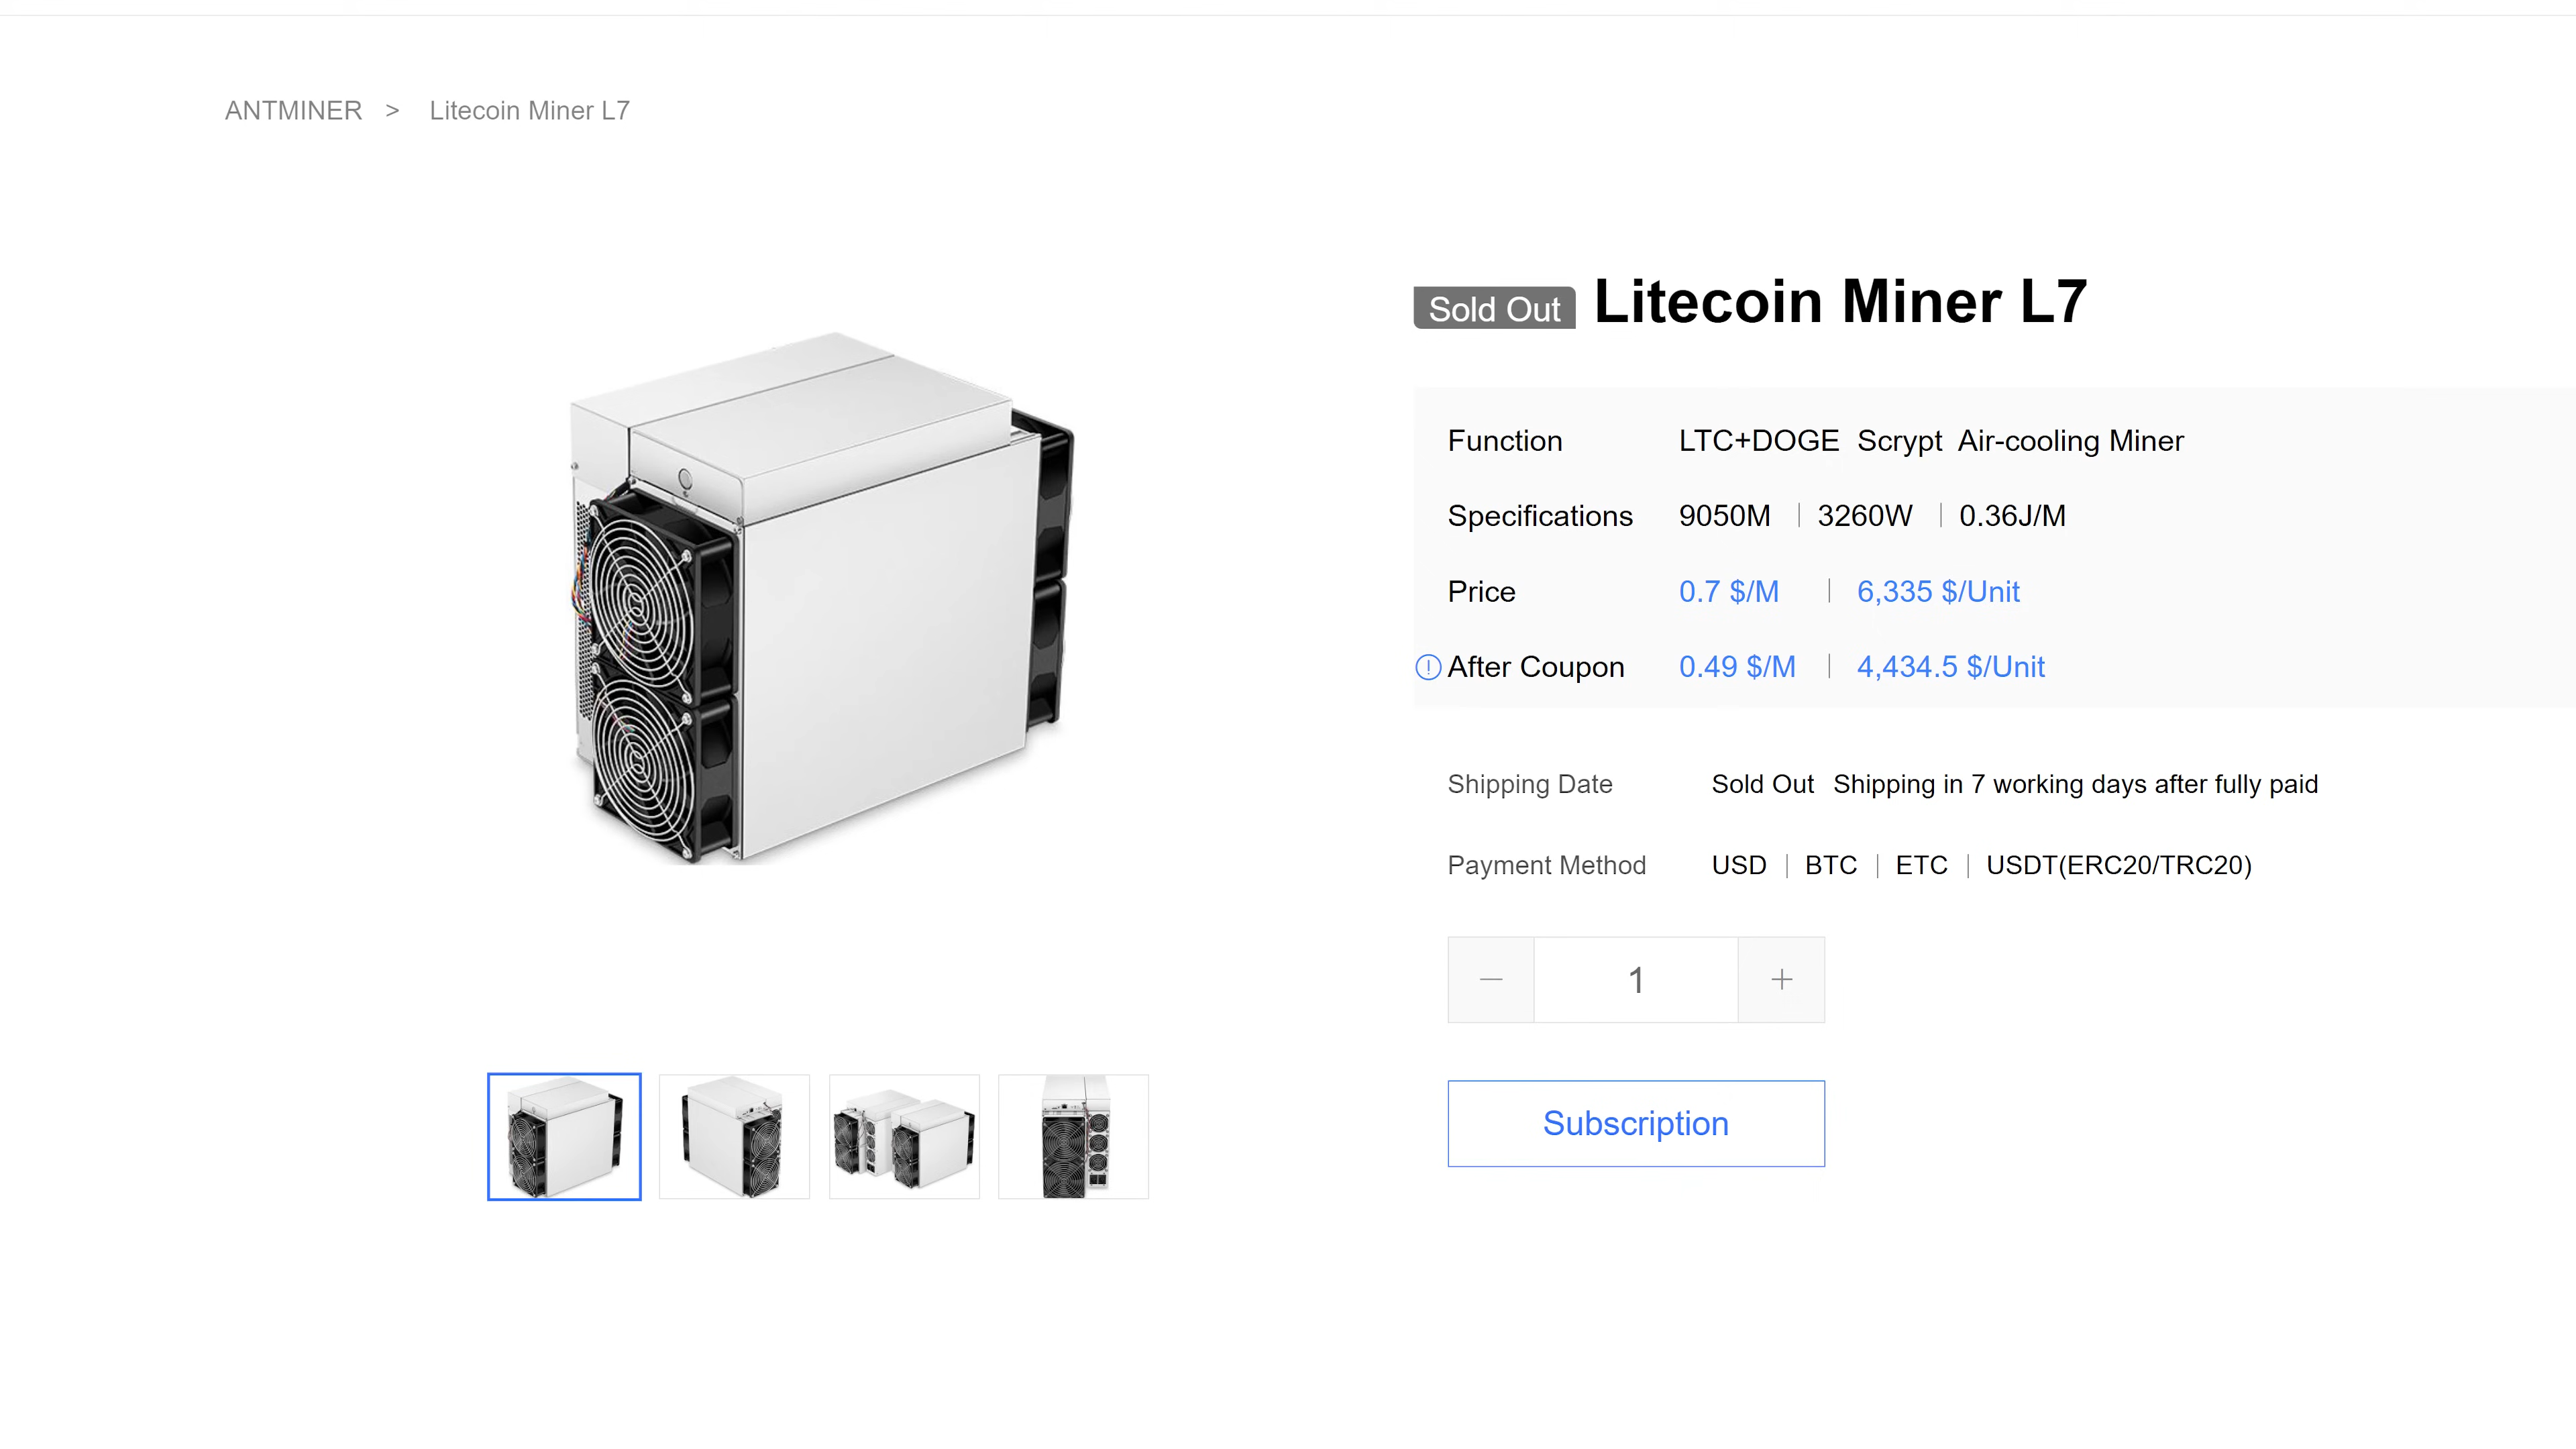 ANTMINER > Litecoin Miner L7
Sold Out Litecoin Miner L7
Function LTC+DOGE Scrypt Air-cooling Miner
Specifications 9050M | 3260W | 0.36J/M
Price 0.7 $/M | 6,335 $/Unit
After Coupon 0.49 $/M | 4,434.5 $/Unit
Shipping Date Sold Out Shipping in 7 working days after fully paid
Payment Method USD | BTC | ETC | USDT(ERC20/TRC20)
— 1 +
Subscription